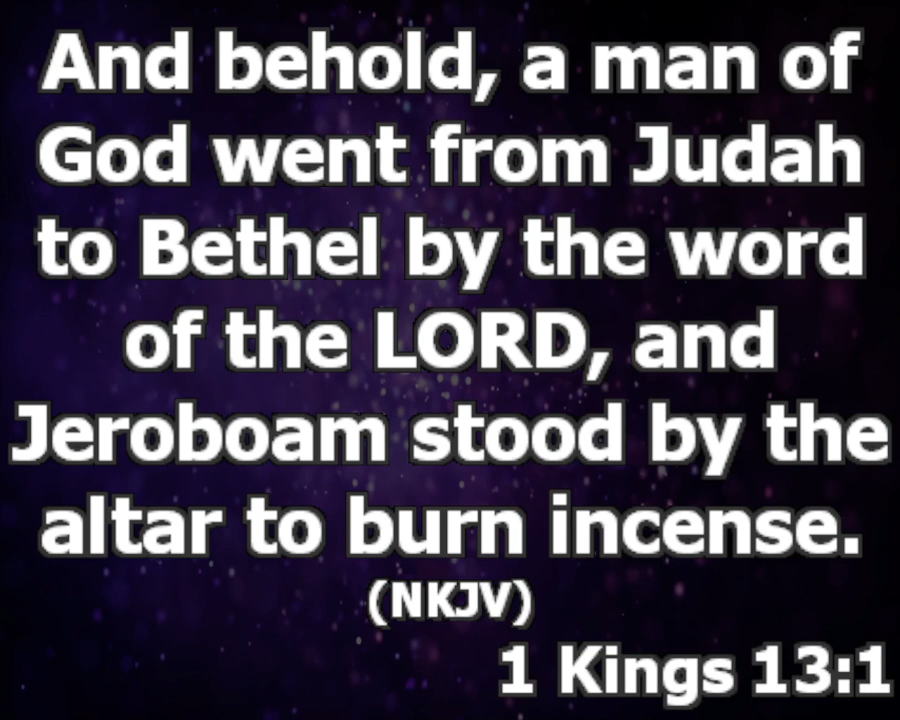 And behold, a man of
God went from Judah
to Bethel by the word
of the LORD, and
Jeroboam stood by the
altar to burn incense.
(NKJV)
1 Kings 13:1